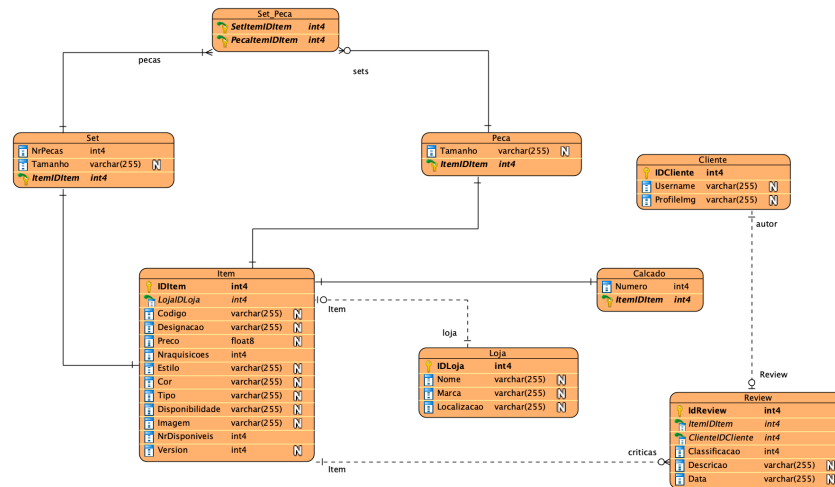 Set_Peca
SetItemIDItem int4
PecaItemIDItem int4
pecas
sets
Set
NrPecas int4
Tamanho varchar(255) N
ItemIDItem int4
Peca
Tamanho varchar(255) N
ItemIDItem int4
Cliente
IDCliente int4
Username varchar(255) N
ProfileImg varchar(255) N
autor
Item
IDItem int4
LojaIDLoja int4
Codigo varchar(255) N
Designacao varchar(255) N
Preco float8 N
Nraquisicoes int4
Estilo varchar(255) N
Cor varchar(255) N
Tipo varchar(255) N
Disponibilidade varchar(255) N
Imagem varchar(255) N
NrDisponiveis int4
Version int4 N
Calcado
Numero int4
ItemIDItem int4
Item
loja
Loja
IDLoja int4
Nome varchar(255) N
Marca varchar(255) N
Localizacao varchar(255) N
Review
Review
IdReview int4
ItemIDItem int4
ClienteIDCliente int4
Classificacao int4
Descricao varchar(255) N
Data varchar(255) N
criticas
Item